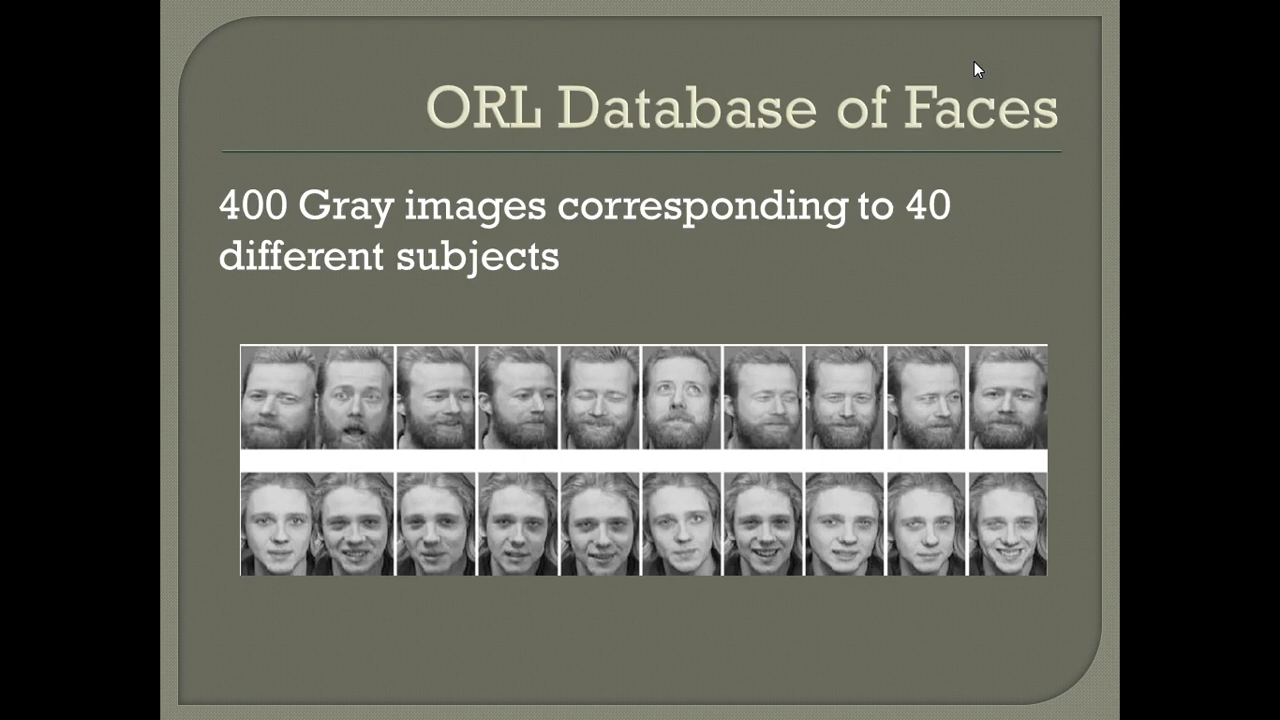 ORL Database of Faces
400 Gray images corresponding to 40
different subjects